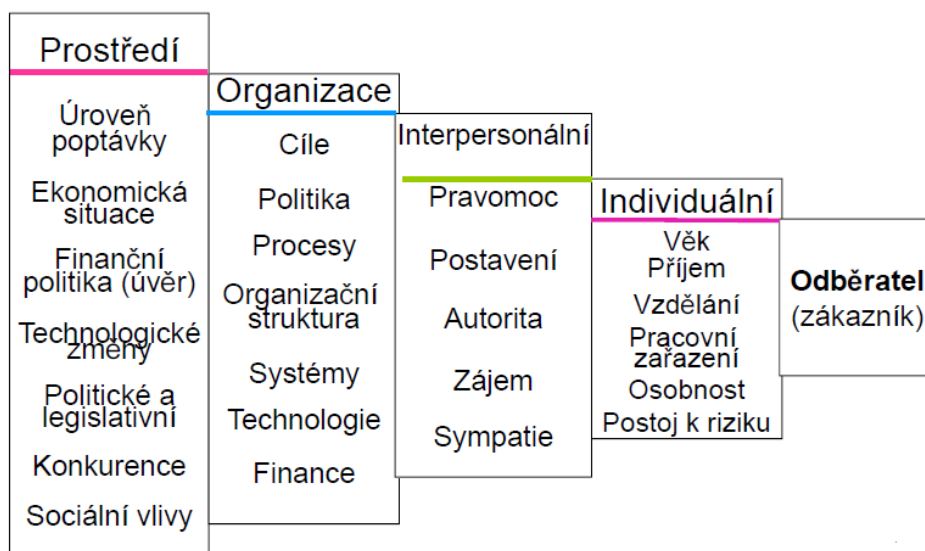 Prostředí
Úroveň
poptávky
Ekonomická
situace
Finanční
politika (úvěr)
Technologické
změny
Politické a
legislativní
Konkurence
Sociální vlivy
Organizace
Cíle
Politika
Procesy
Organizační
struktura
Systémy
Technologie
Finance
Interpersonální
Pravomoc
Postavení
Autorita
Zájem
Sympatie
Individuální
Věk
Příjem
Vzdělání
Pracovní
zařazení
Osobnost
Postoj k riziku
Odběratel
(zákazník)